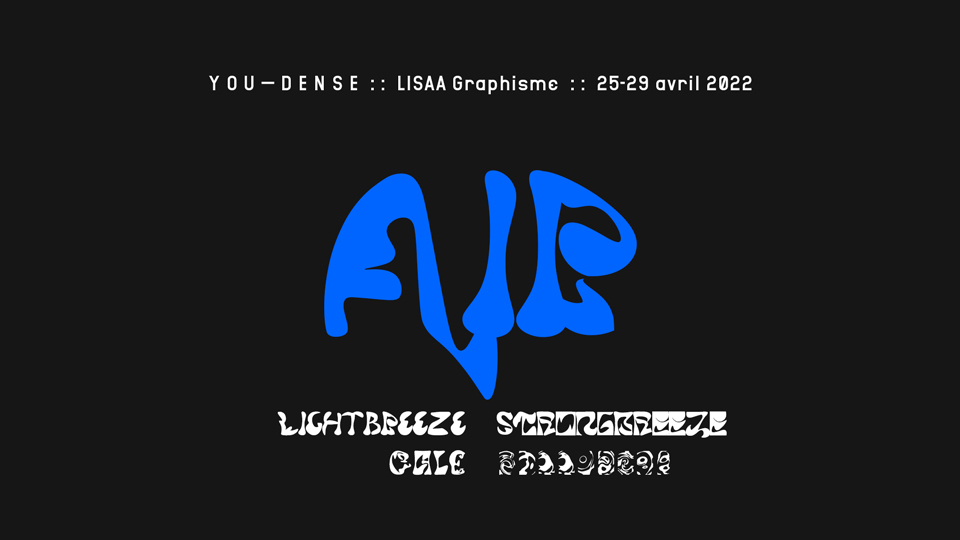 YOU—DENSE :: LISAA Graphisme :: 25-29 avril 2022
AIR
LIGHTBREEZE STRONGBREEZE
GALE